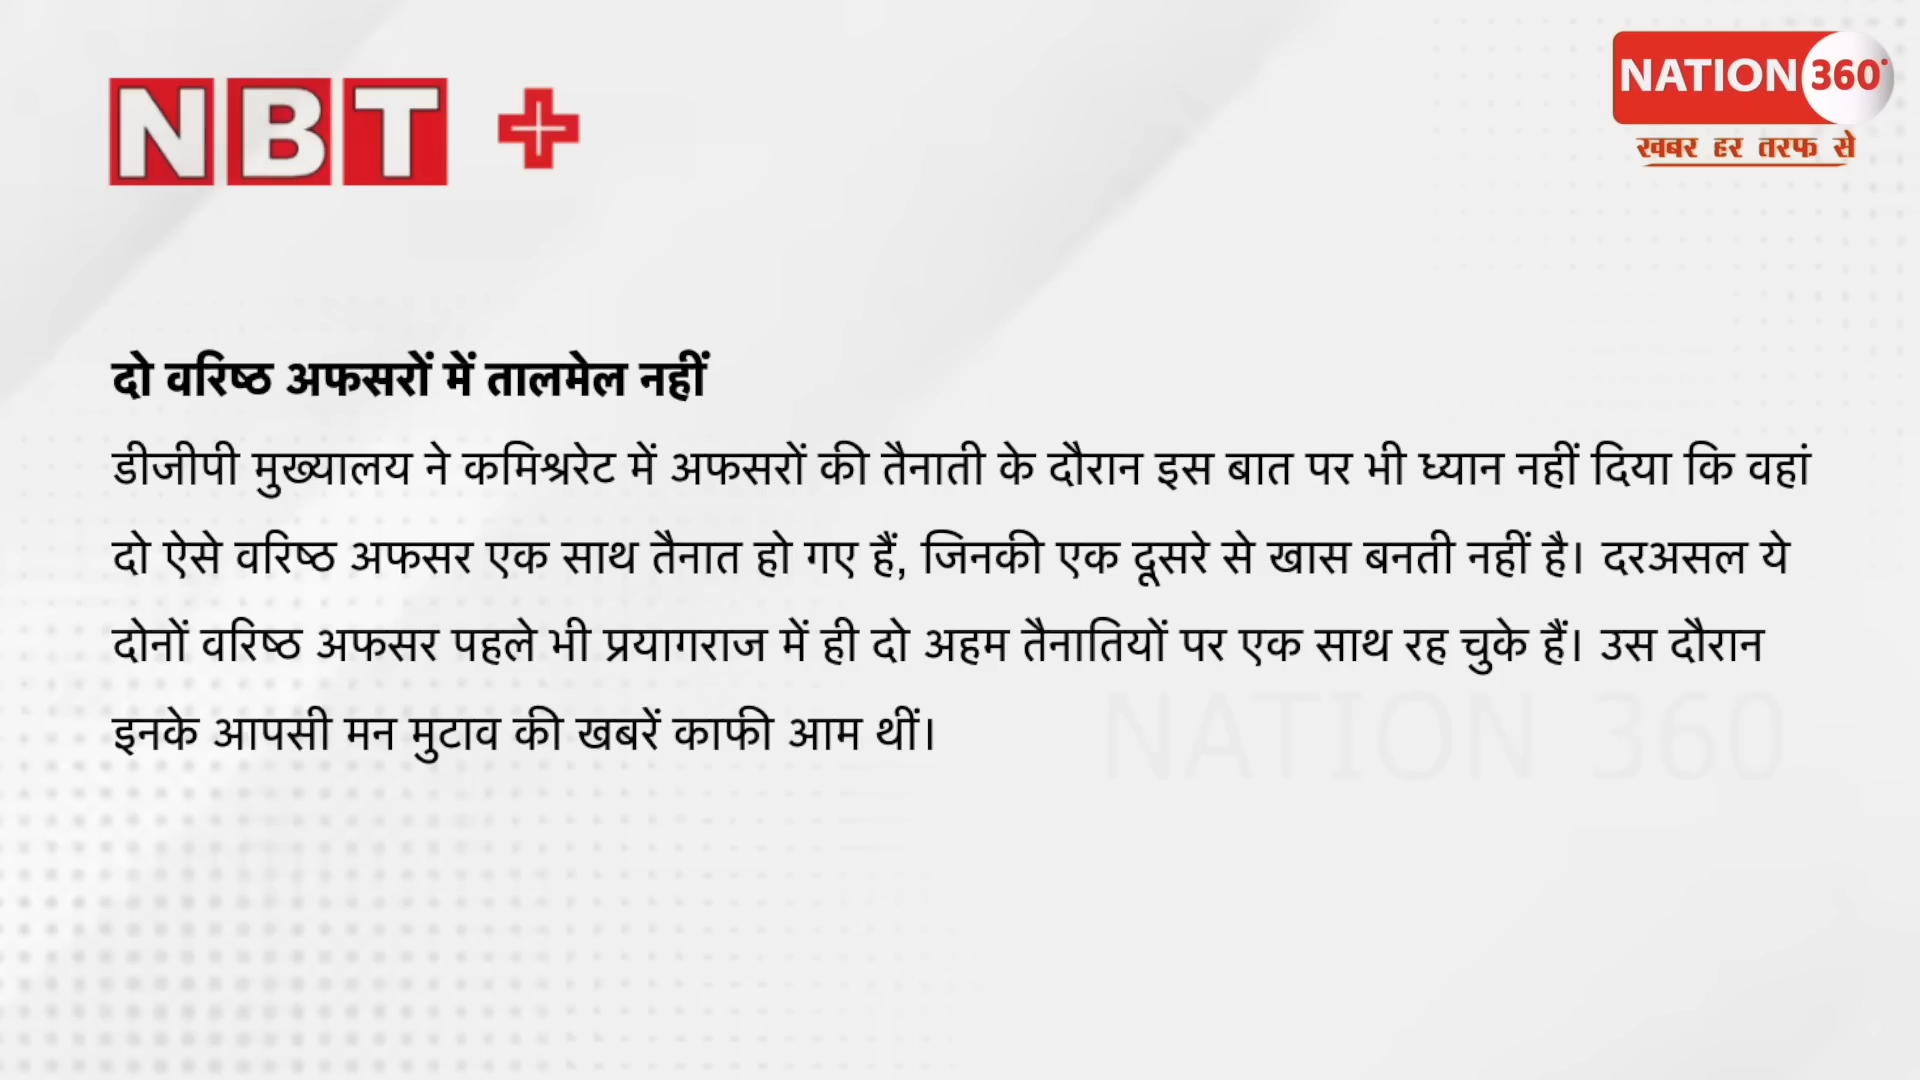 NBT +
NATION 360°
खबर हर तरफ से
दो वरिष्ठ अफसरों में तालमेल नहीं
डीजीपी मुख्यालय ने कमिश्ररेट में अफसरों की तैनाती के दौरान इस बात पर भी ध्यान नहीं दिया कि वहां
दो ऐसे वरिष्ठ अफसर एक साथ तैनात हो गए हैं, जिनकी एक दूसरे से खास बनती नहीं है। दरअसल ये
दोनों वरिष्ठ अफसर पहले भी प्रयागराज में ही दो अहम तैनातियों पर एक साथ रह चुके हैं। उस दौरान
इनके आपसी मन मुटाव की खबरें काफी आम थीं।
NATION 360